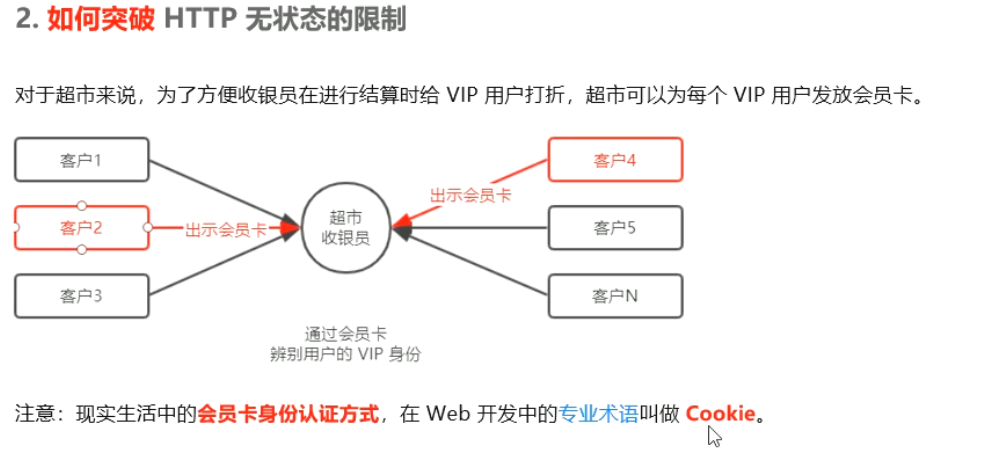 2. 如何突破 HTTP 无状态的限制
对于超市来说，为了方便收银员在进行结算时给 VIP 用户打折，超市可以为每个 VIP 用户发放会员卡。
客户1
客户4
出示会员卡
客户2
出示会员卡
超市
收银员
客户5
客户3
客户N
通过会员卡
辨别用户的 VIP 身份
注意：现实生活中的会员卡身份认证方式，在 Web 开发中的专业术语叫做 Cookie。